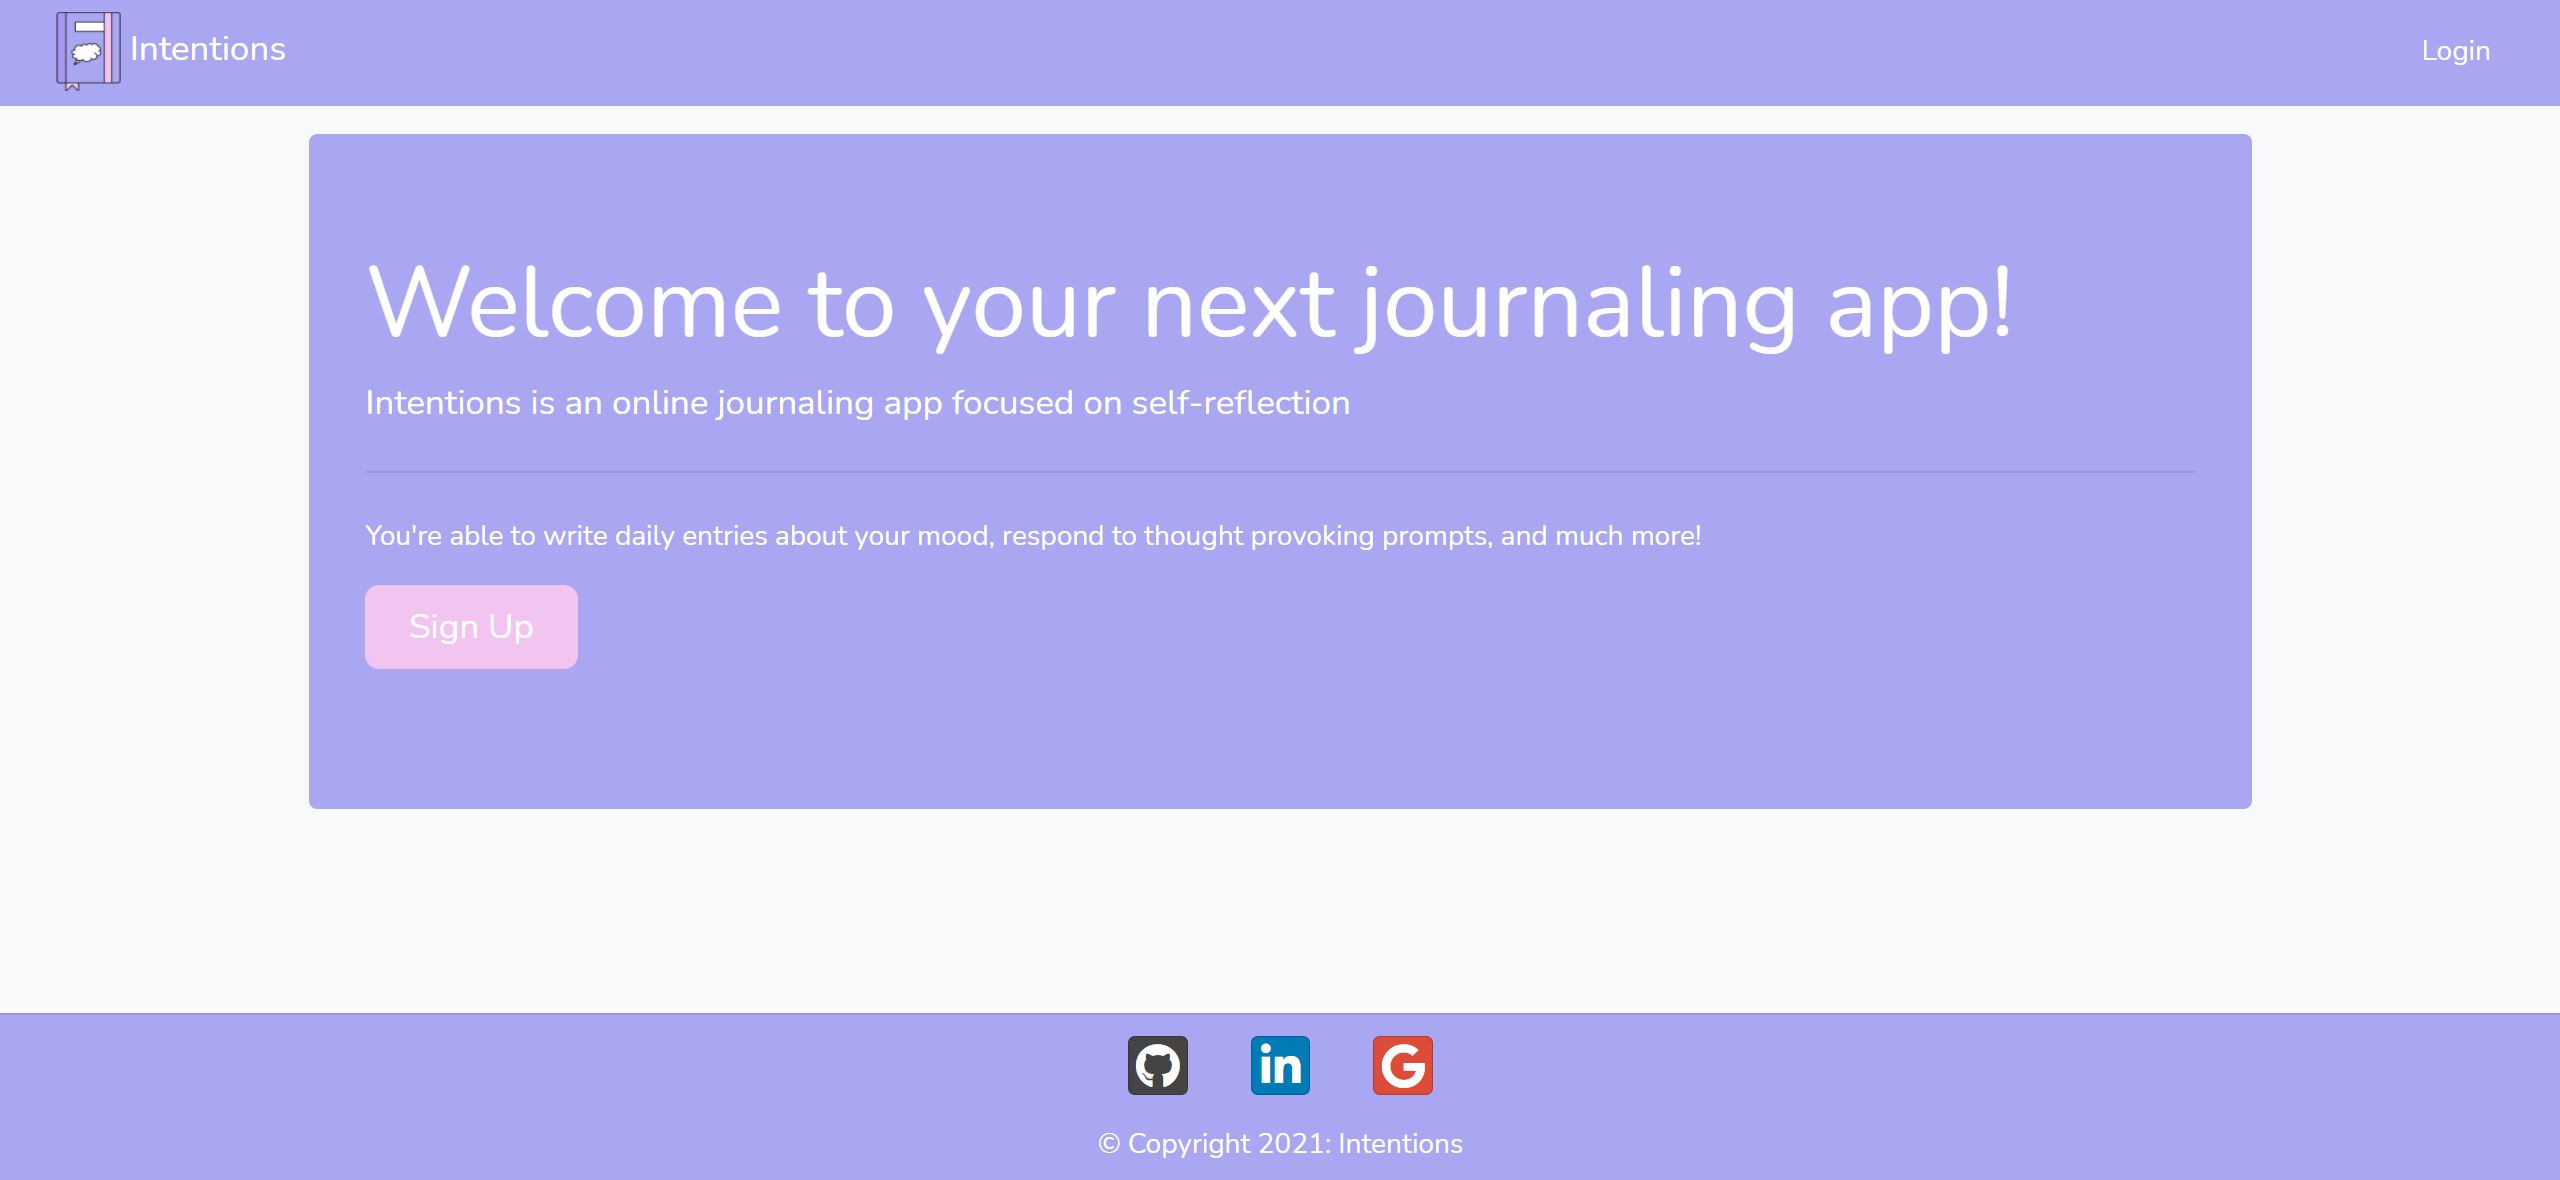 Intentions
Login
Welcome to your next journaling app!
Intentions is an online journaling app focused on self-reflection
You're able to write daily entries about your mood, respond to thought provoking prompts, and much more!
Sign Up
in
G
© Copyright 2021: Intentions